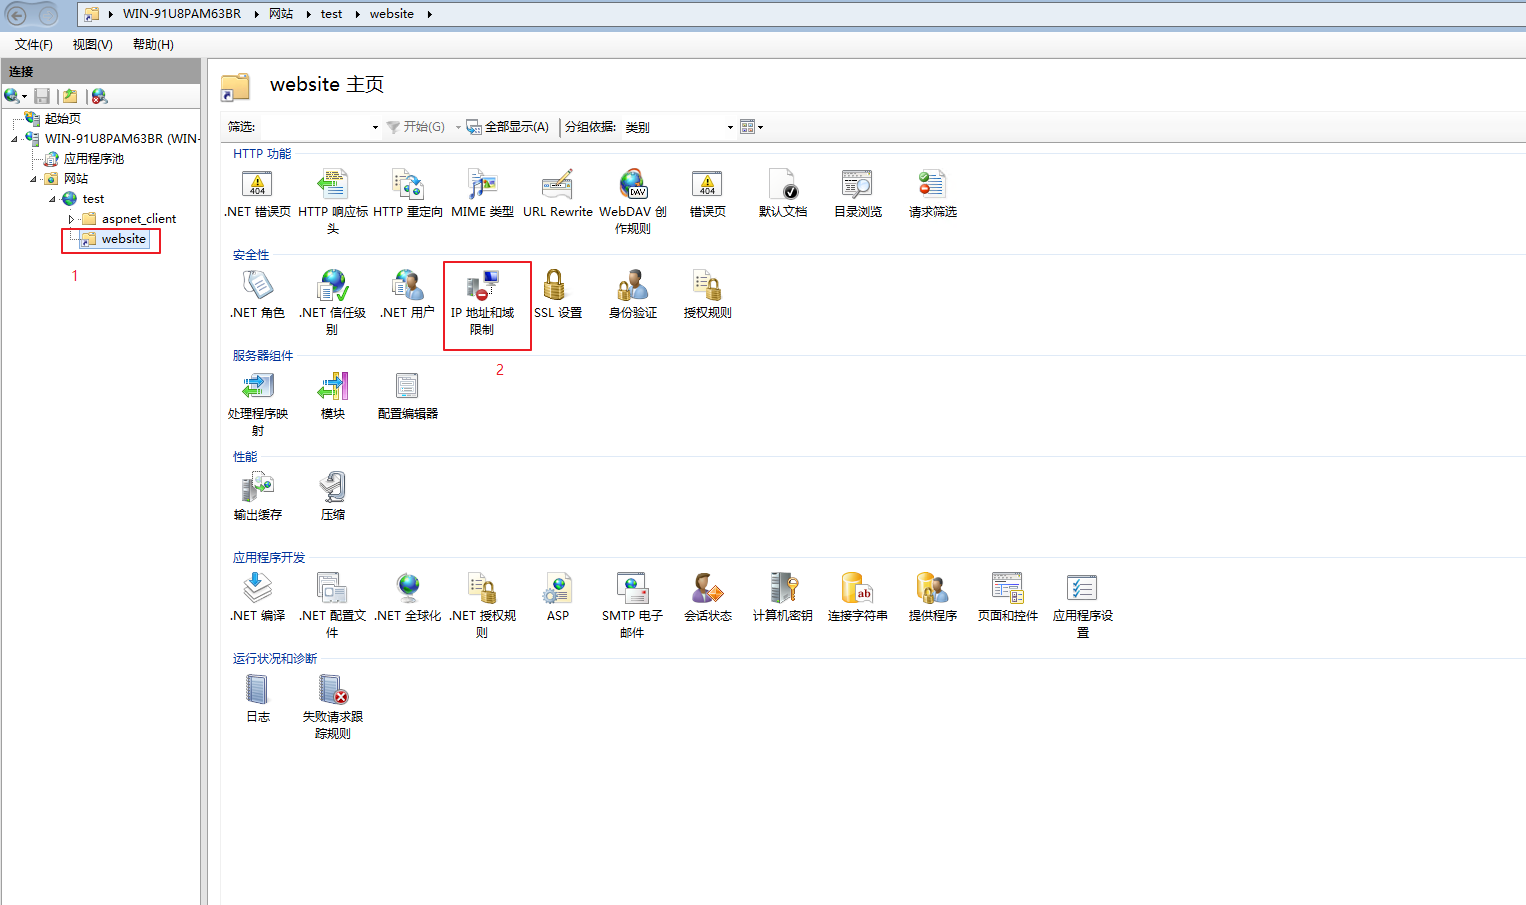 WIN-91U8PAM63BR ▸ 网站 ▸ test ▸ website ▸
文件(F) 视图(V) 帮助(H)
连接
起始页
WIN-91U8PAM63BR (WIN-
应用程序池
网站
test
aspnet_client
website
1
website 主页
筛选: 开始(G) 全部显示(A) 分组依据: 类别
HTTP 功能
.NET 错误页 HTTP 响应标 HTTP 重定向 MIME 类型 URL Rewrite WebDAV 创 错误页 默认文档 目录浏览 请求筛选
头 作规则
安全性
.NET 角色 .NET 信任级 .NET 用户 IP 地址和域 SSL 设置 身份验证 授权规则
别 限制
2
服务器组件
处理程序映 模块 配置编辑器
射
性能
输出缓存 压缩
应用程序开发
.NET 编译 .NET 配置文 .NET 全球化 .NET 授权规 ASP SMTP 电子 会话状态 计算机密钥 连接字符串 提供程序 页面和控件 应用程序设
件 则 邮件 置
运行状况和诊断
日志 失败请求跟
踪规则